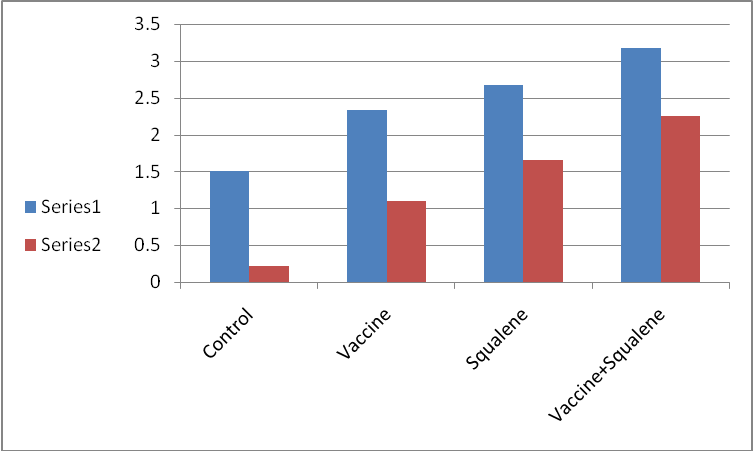 3.5
3
2.5
2
1.5
1
0.5
0
Series1
Series2
Control
Vaccine
Squalene
Vaccine+Squalene